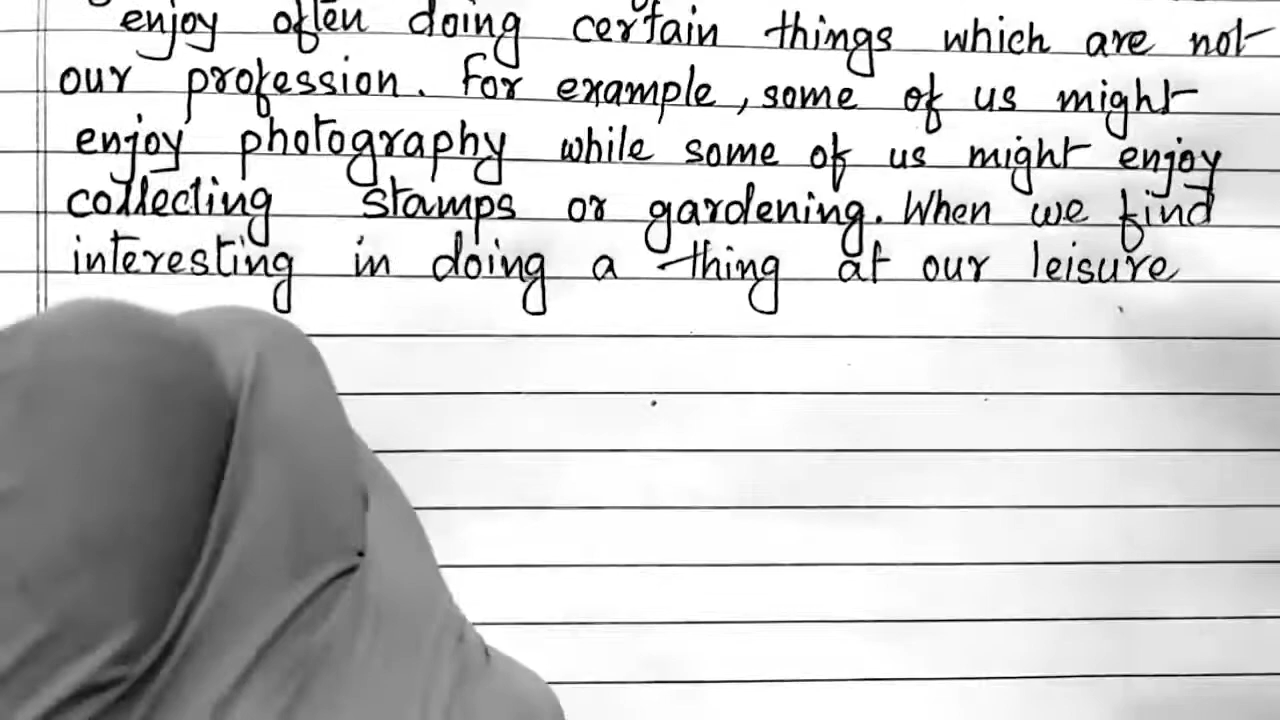 enjoy often doing certain things which are not
our profession. For example, some of us might
enjoy photography while some of us might enjoy
collecting stamps or gardening. When we find
interesting in doing a thing at our leisure